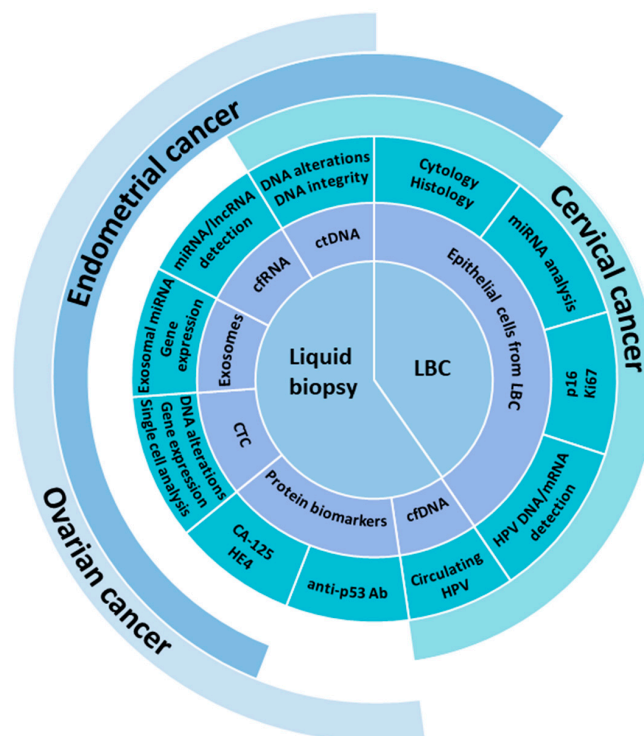 Endometrial cancer
Ovarian cancer
Cervical cancer
DNA alterations
DNA integrity
Cytology
Histology
miRNA analysis
p16
Ki67
HPV DNA/mRNA
detection
Circulating
HPV
anti-p53 Ab
CA-125
HE4
DNA alterations
Gene expression
Single cell analysis
Exosomal miRNA
Gene
expression
miRNA/lncRNA
detection
ctDNA
Epithelial cells from LBC
cfDNA
Protein biomarkers
CTC
Exosomes
cfRNA
Liquid
biopsy
LBC